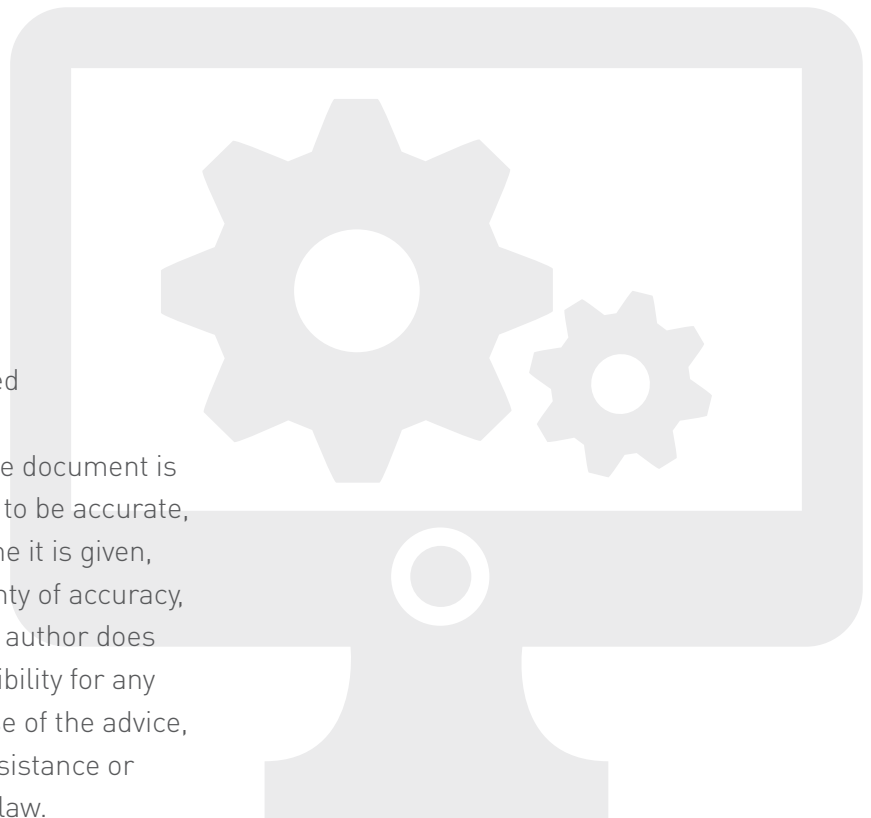 ed
e document is
to be accurate,
ne it is given,
nty of accuracy,
author does
ibility for any
e of the advice,
sistance or
law.